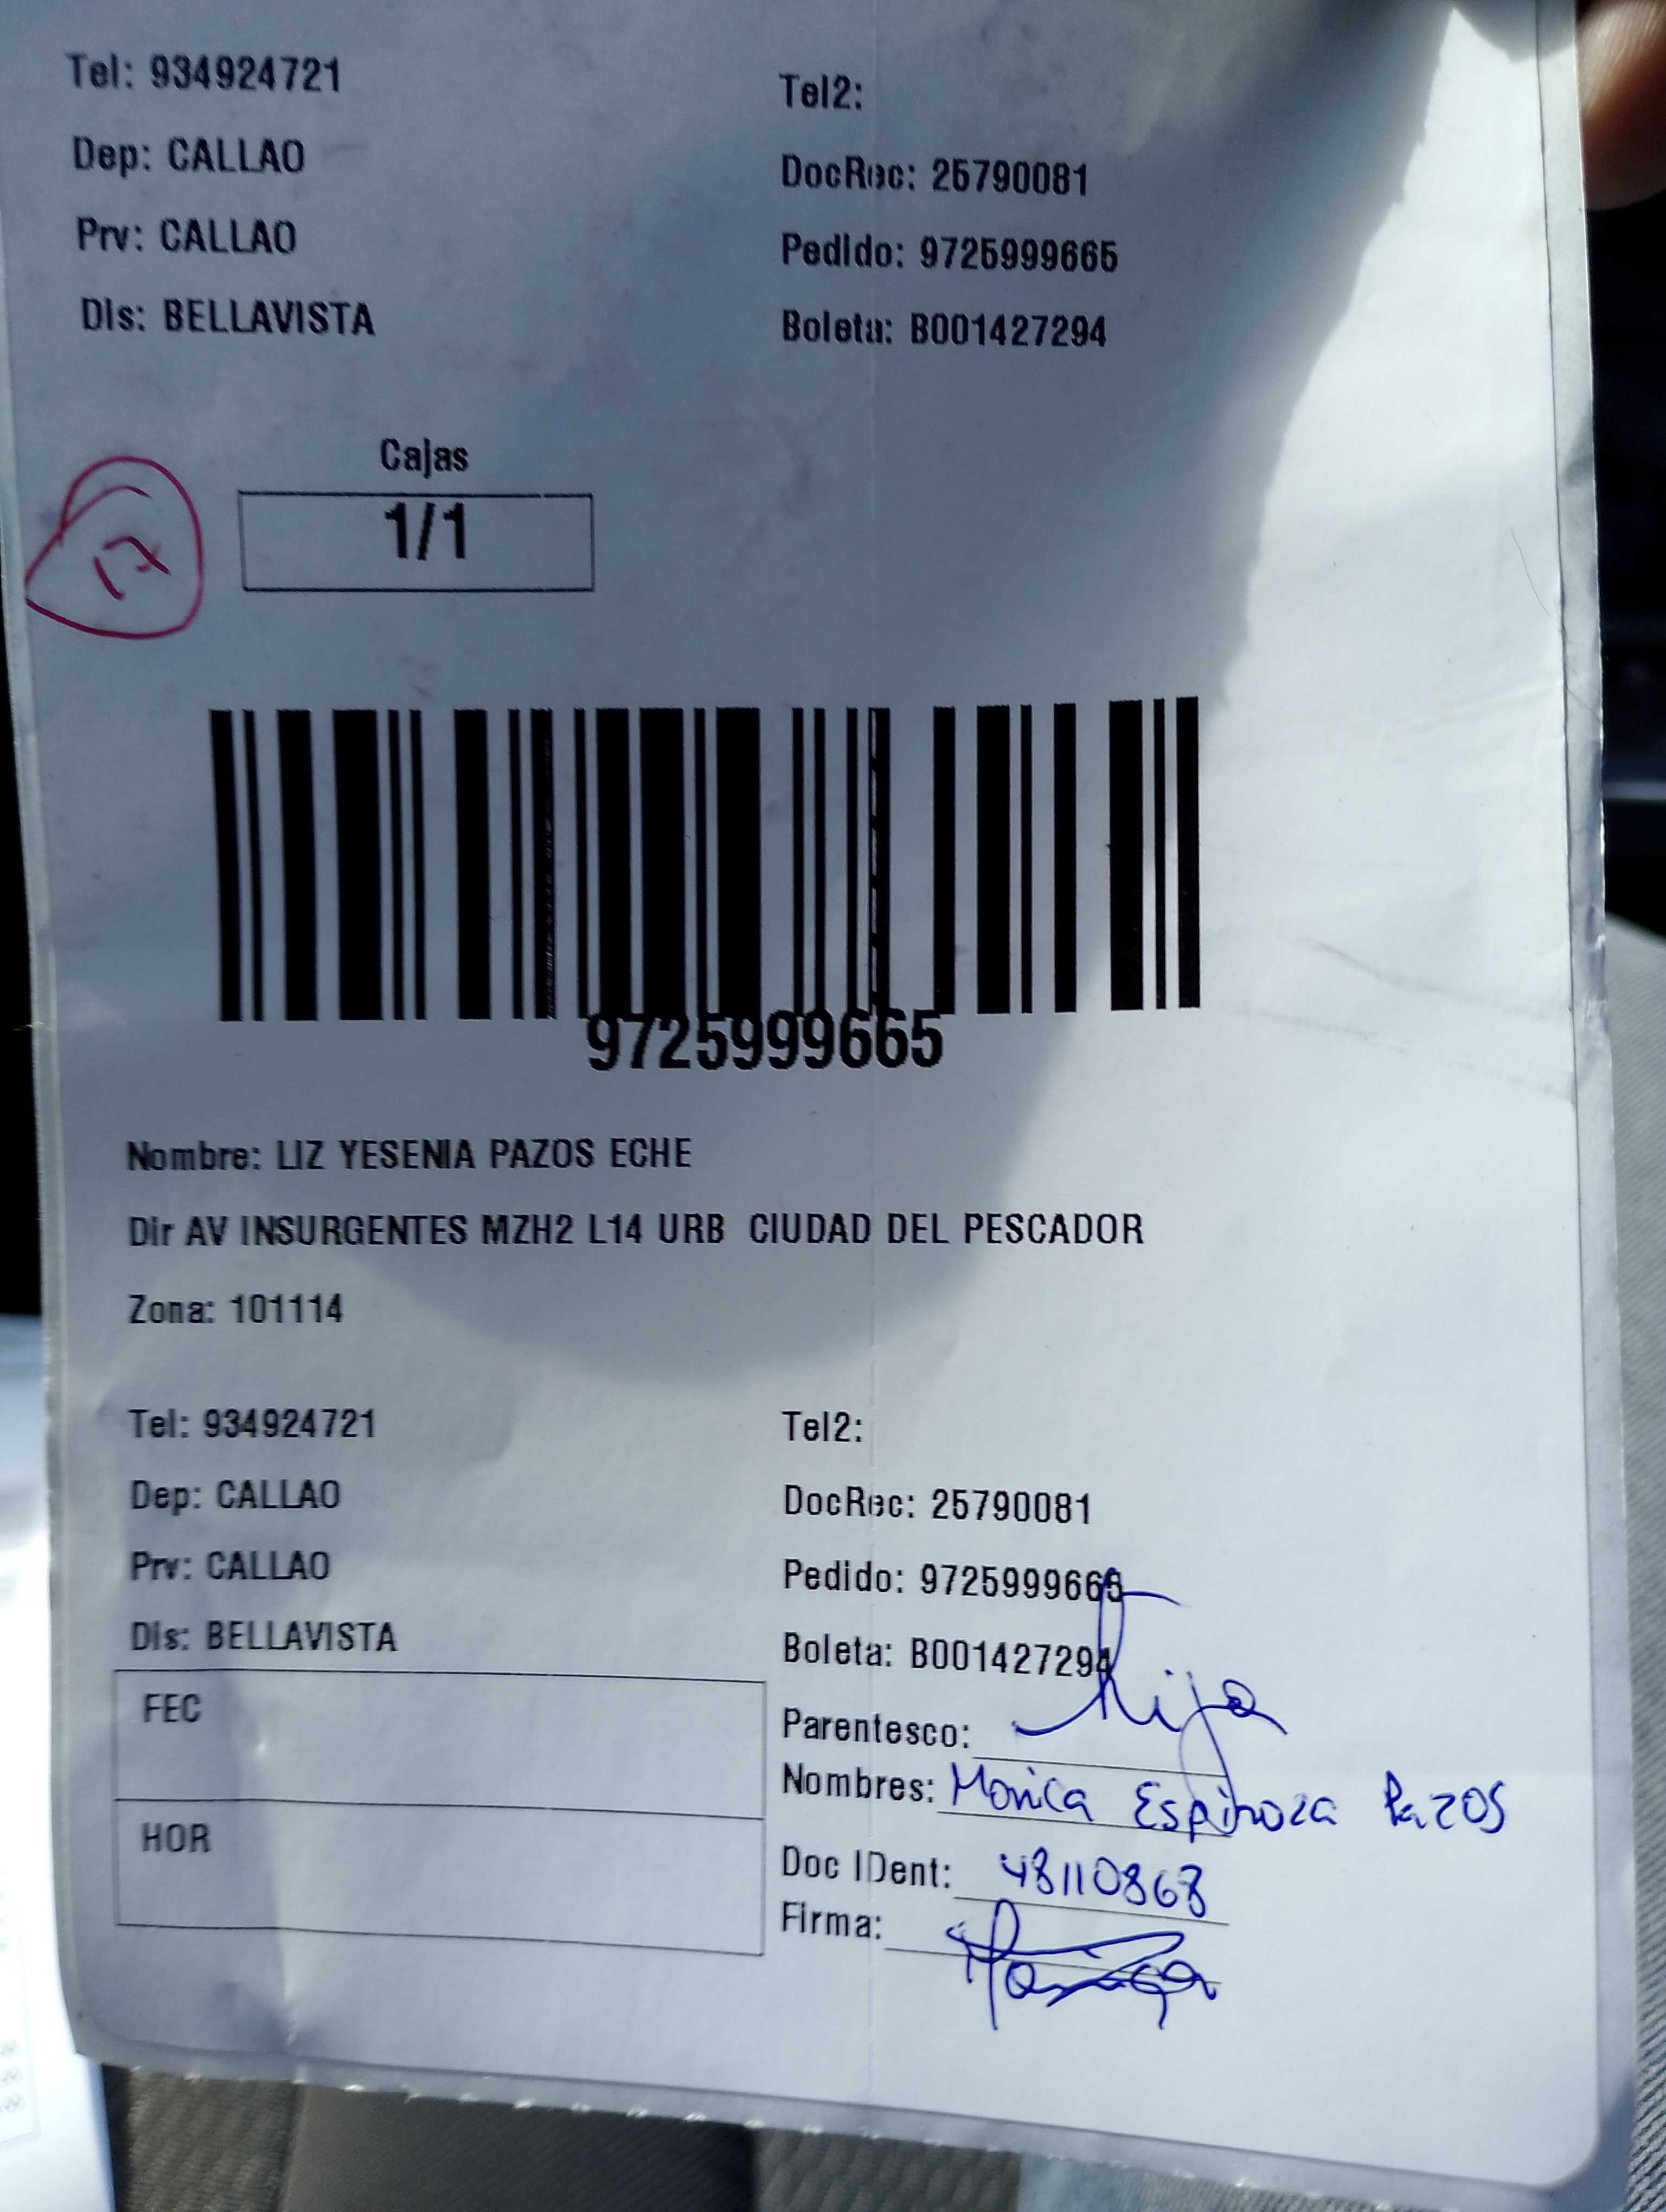 Tel: 934924721
Tel2:
Dep: CALLAO
DocRec: 25790081
Prv: CALLAO
Pedido: 9725999665
Dis: BELLAVISTA
Boleta: B001427294
Cajas
17
1/1
9725999665
Nombre: LIZ YESENIA PAZOS ECHE
Dir AV INSURGENTES MZH2 L14 URB CIUDAD DEL PESCADOR
Zona: 101114
Tel: 934924721
Tel2:
Dep: CALLAO
DocRec: 25790081
Prv: CALLAO
Pedido: 9725999665
Dis: BELLAVISTA
Boleta: B001427294
FEC
Parentesco: hija
Nombres: Monica Espinoza Pazos
HOR
Doc IDent: 48110868
Firma: